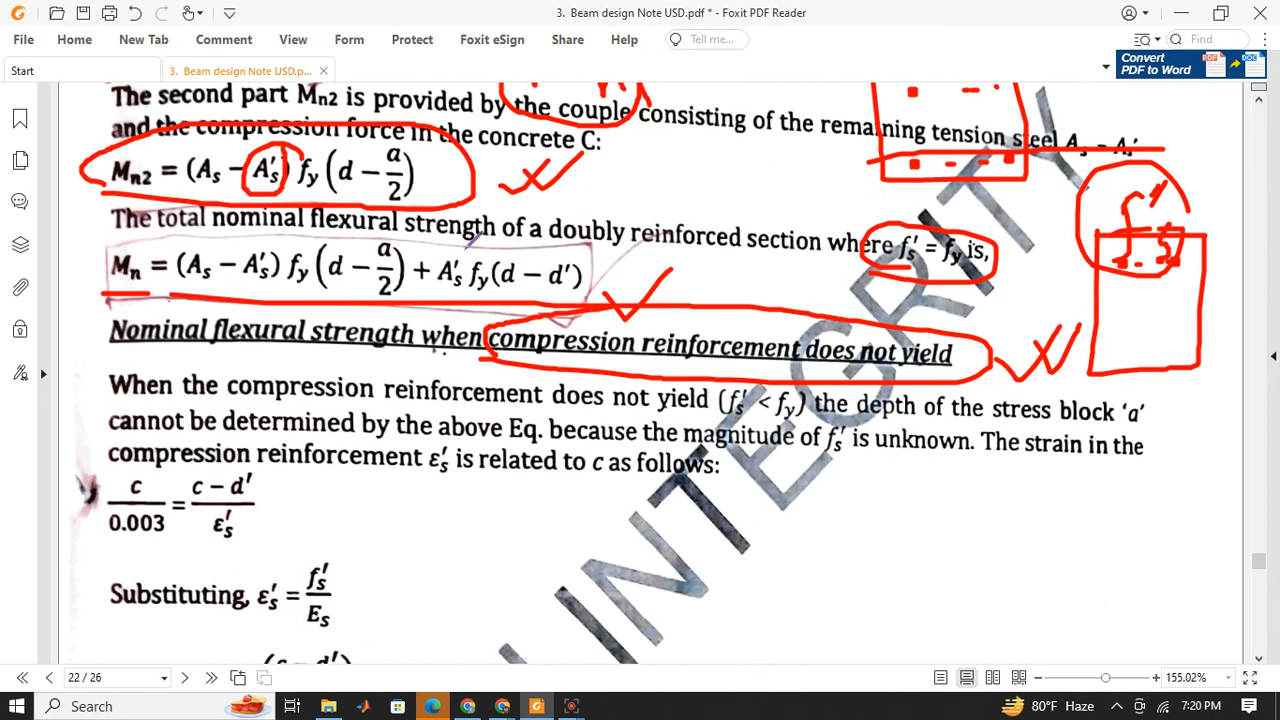 3. Beam design Note USD.pdf * - Foxit PDF Reader
File Home New Tab Comment View Form Protect Foxit eSign Share Help Tell me... Find
Start 3. Beam design Note USD.p... Convert PDF to Word
The second part Mn2 is provided by the couple consisting of the remaining tension steel As − A's
and the compression force in the concrete C:
Mn2 = (As − A's) fy (d − a/2)
The total nominal flexural strength of a doubly reinforced section where f's = fy is,
Mn = (As − A's) fy (d − a/2) + A's fy(d − d')
Nominal flexural strength when compression reinforcement does not yield
When the compression reinforcement does not yield (f's < fy) the depth of the stress block 'a'
cannot be determined by the above Eq. because the magnitude of f's is unknown. The strain in the
compression reinforcement ε's is related to c as follows:
c/0.003 = (c − d')/ε's
Substituting, ε's = f's/Es
(c − d')
INTEGRITY
22 / 26 155.02%
Search 80°F Haze 7:20 PM